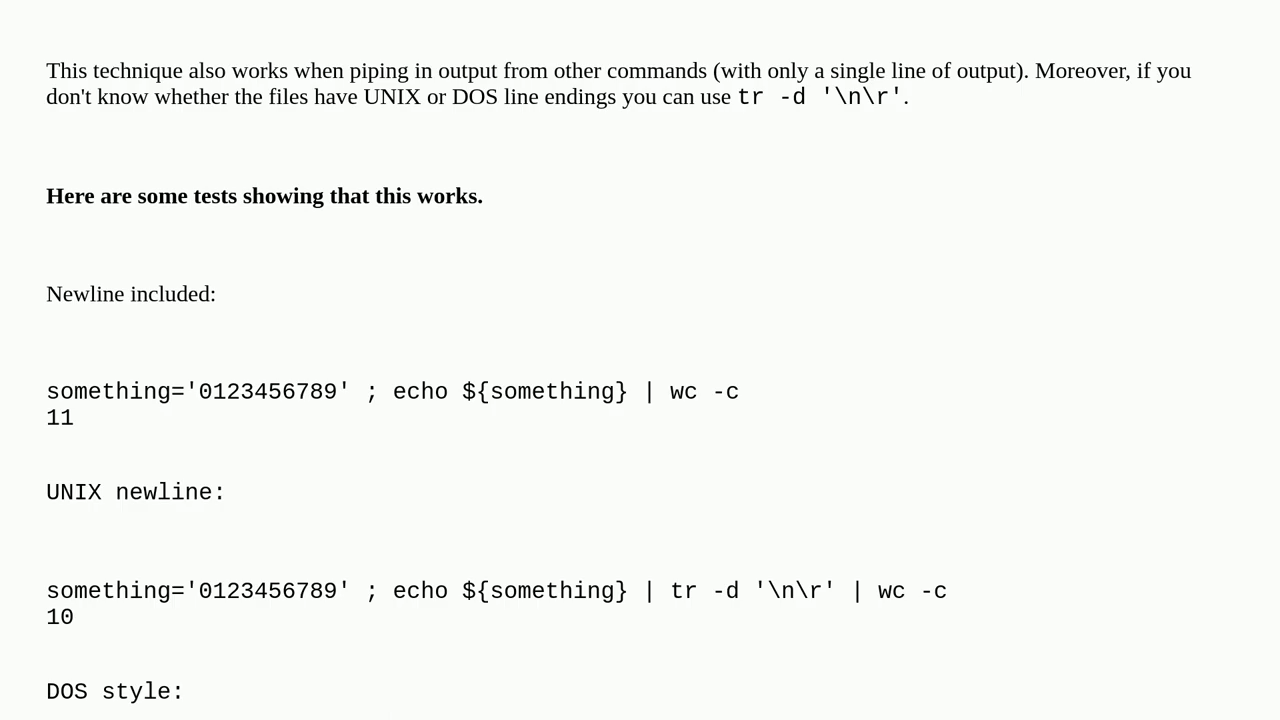 This technique also works when piping in output from other commands (with only a single line of output). Moreover, if you
don't know whether the files have UNIX or DOS line endings you can use tr -d '\n\r'.
Here are some tests showing that this works.
Newline included:
something='0123456789' ; echo ${something} | wc -c
11
UNIX newline:
something='0123456789' ; echo ${something} | tr -d '\n\r' | wc -c
10
DOS style: